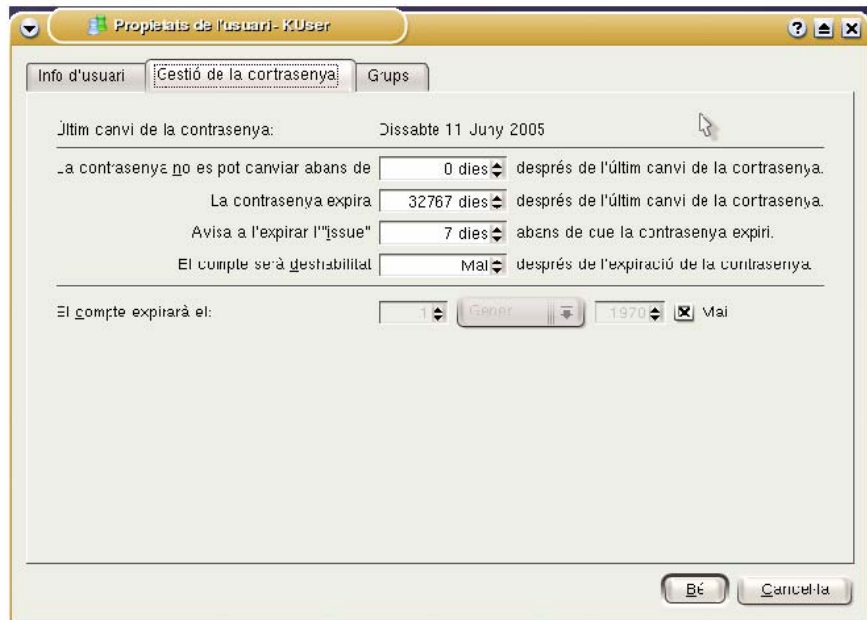 Propietats de l'usuari - KUser
Info d'usuari Gestió de la contrasenya Grups
Últim canvi de la contrasenya: Dissabte 11 Juny 2005
La contrasenya no es pot canviar abans de 0 dies després de l'últim canvi de la contrasenya.
La contrasenya expira 32767 dies després de l'últim canvi de la contrasenya.
Avisa a l'expirar l'"issue" 7 dies abans de que la contrasenya expiri.
El compte serà deshabilitat Mai després de l'expiració de la contrasenya
El compte expirarà el: 1 Gener 1970 Mai
Bé Cancel·la